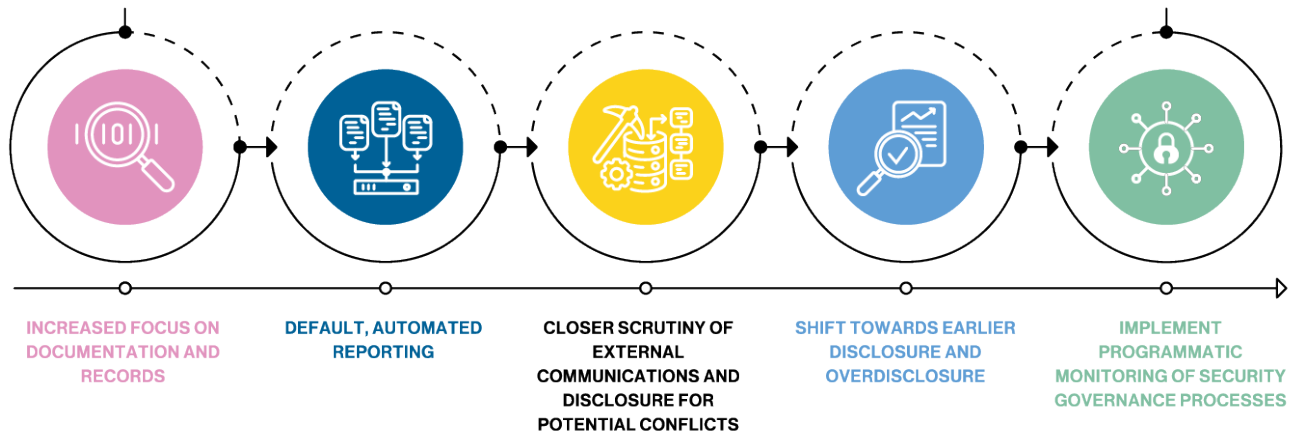 101
INCREASED FOCUS ON
DOCUMENTATION AND
RECORDS
DEFAULT, AUTOMATED
REPORTING
CLOSER SCRUTINY OF
EXTERNAL
COMMUNICATIONS AND
DISCLOSURE FOR
POTENTIAL CONFLICTS
SHIFT TOWARDS EARLIER
DISCLOSURE AND
OVERDISCLOSURE
IMPLEMENT
PROGRAMMATIC
MONITORING OF SECURITY
GOVERNANCE PROCESSES